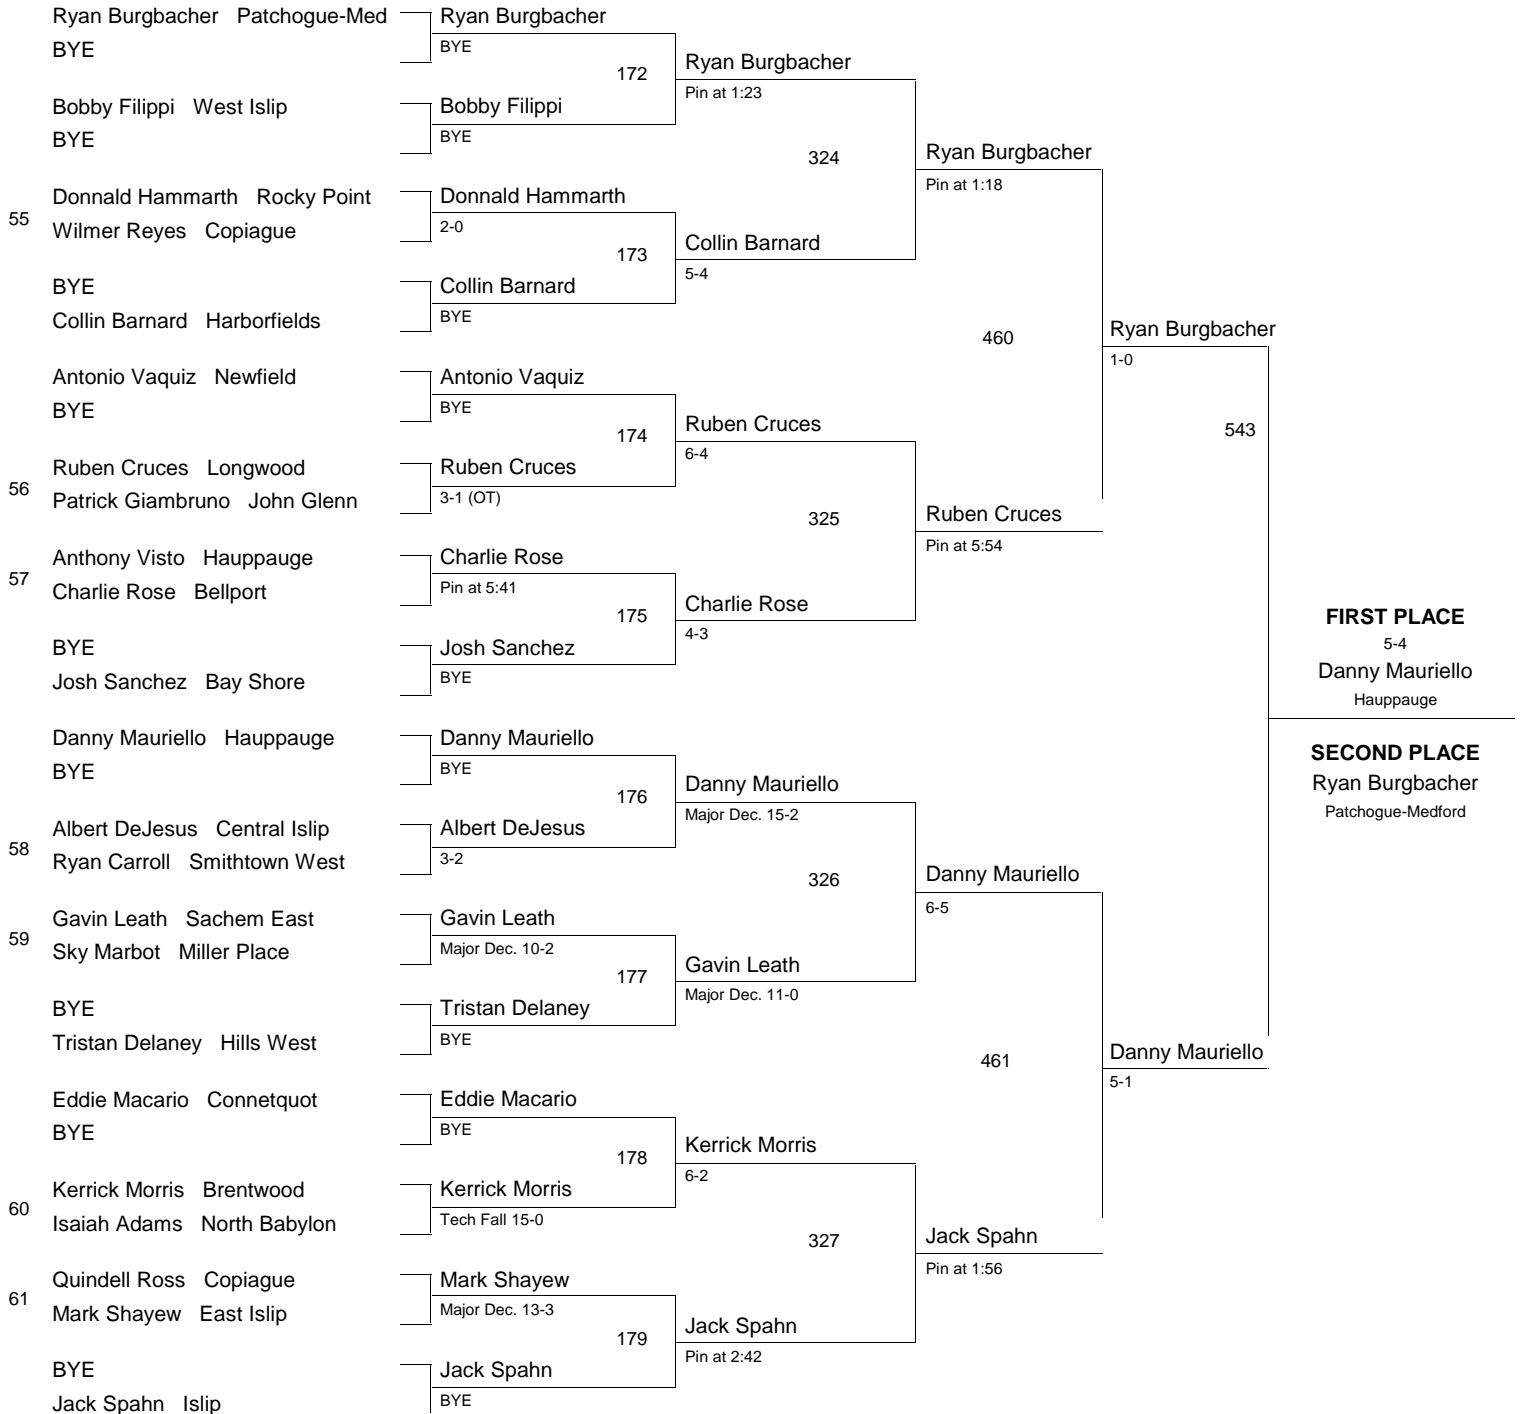 Ryan Burgbacher Patchogue-Med
BYE
Bobby Filippi West Islip
BYE
55
Donnald Hammarth Rocky Point
Wilmer Reyes Copiague
BYE
Collin Barnard Harborfields
Antonio Vaquiz Newfield
BYE
56
Ruben Cruces Longwood
Patrick Giambruno John Glenn
57
Anthony Visto Hauppauge
Charlie Rose Bellport
BYE
Josh Sanchez Bay Shore
Danny Mauriello Hauppauge
BYE
58
Albert DeJesus Central Islip
Ryan Carroll Smithtown West
59
Gavin Leath Sachem East
Sky Marbot Miller Place
BYE
Tristan Delaney Hills West
Eddie Macario Connetquot
BYE
60
Kerrick Morris Brentwood
Isaiah Adams North Babylon
61
Quindell Ross Copiague
Mark Shayew East Islip
BYE
Jack Spahn Islip
Ryan Burgbacher
BYE
172
Bobby Filippi
BYE
Donnald Hammarth
2-0
173
Collin Barnard
BYE
Antonio Vaquiz
BYE
174
Ruben Cruces
3-1 (OT)
Charlie Rose
Pin at 5:41
175
Josh Sanchez
BYE
Danny Mauriello
BYE
176
Albert DeJesus
3-2
Gavin Leath
Major Dec. 10-2
177
Tristan Delaney
BYE
Eddie Macario
BYE
178
Kerrick Morris
Tech Fall 15-0
Mark Shayew
Major Dec. 13-3
179
Jack Spahn
BYE
Ryan Burgbacher
Pin at 1:23
324
Collin Barnard
5-4
Ruben Cruces
6-4
325
Charlie Rose
4-3
Danny Mauriello
Major Dec. 15-2
326
Gavin Leath
Major Dec. 11-0
Kerrick Morris
6-2
327
Jack Spahn
Pin at 2:42
Ryan Burgbacher
Pin at 1:18
460
Ruben Cruces
Pin at 5:54
Danny Mauriello
6-5
461
Jack Spahn
Pin at 1:56
Ryan Burgbacher
1-0
543
Danny Mauriello
5-1
FIRST PLACE
5-4
Danny Mauriello
Hauppauge
SECOND PLACE
Ryan Burgbacher
Patchogue-Medford